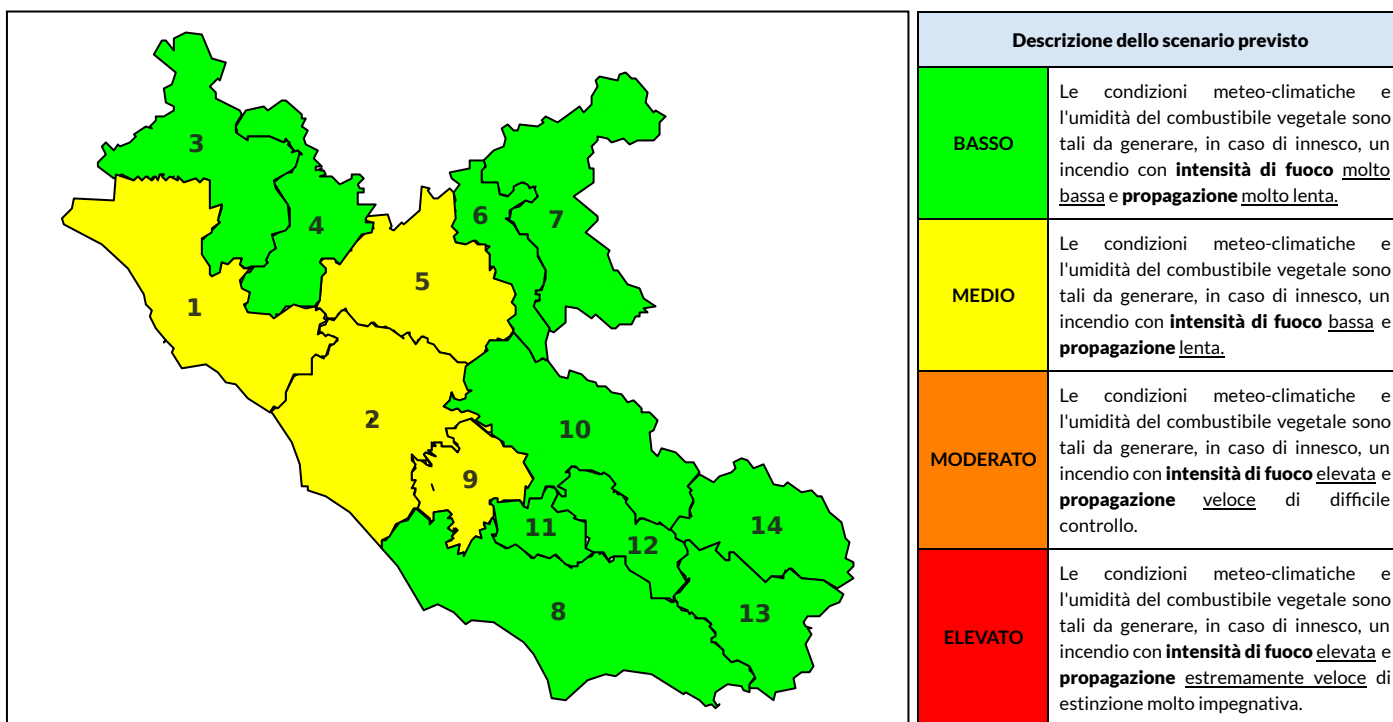 3
4
6
7
5
1
2
10
9
11
12
14
8
13
Descrizione dello scenario previsto
BASSO
Le condizioni meteo-climatiche e
l'umidità del combustibile vegetale sono
tali da generare, in caso di innesco, un
incendio con intensità di fuoco molto
bassa e propagazione molto lenta.
MEDIO
Le condizioni meteo-climatiche e
l'umidità del combustibile vegetale sono
tali da generare, in caso di innesco, un
incendio con intensità di fuoco bassa e
propagazione lenta.
MODERATO
Le condizioni meteo-climatiche e
l'umidità del combustibile vegetale sono
tali da generare, in caso di innesco, un
incendio con intensità di fuoco elevata e
propagazione veloce di difficile
controllo.
ELEVATO
Le condizioni meteo-climatiche e
l'umidità del combustibile vegetale sono
tali da generare, in caso di innesco, un
incendio con intensità di fuoco elevata e
propagazione estremamente veloce di
estinzione molto impegnativa.